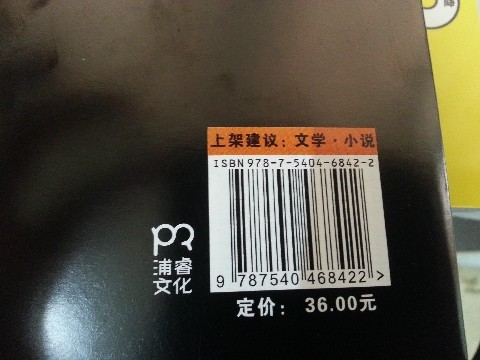 上架建议：文学·小说
ISBN 978-7-5404-6842-2
9 787540 468422 >
浦睿
文化
定价： 36.00元